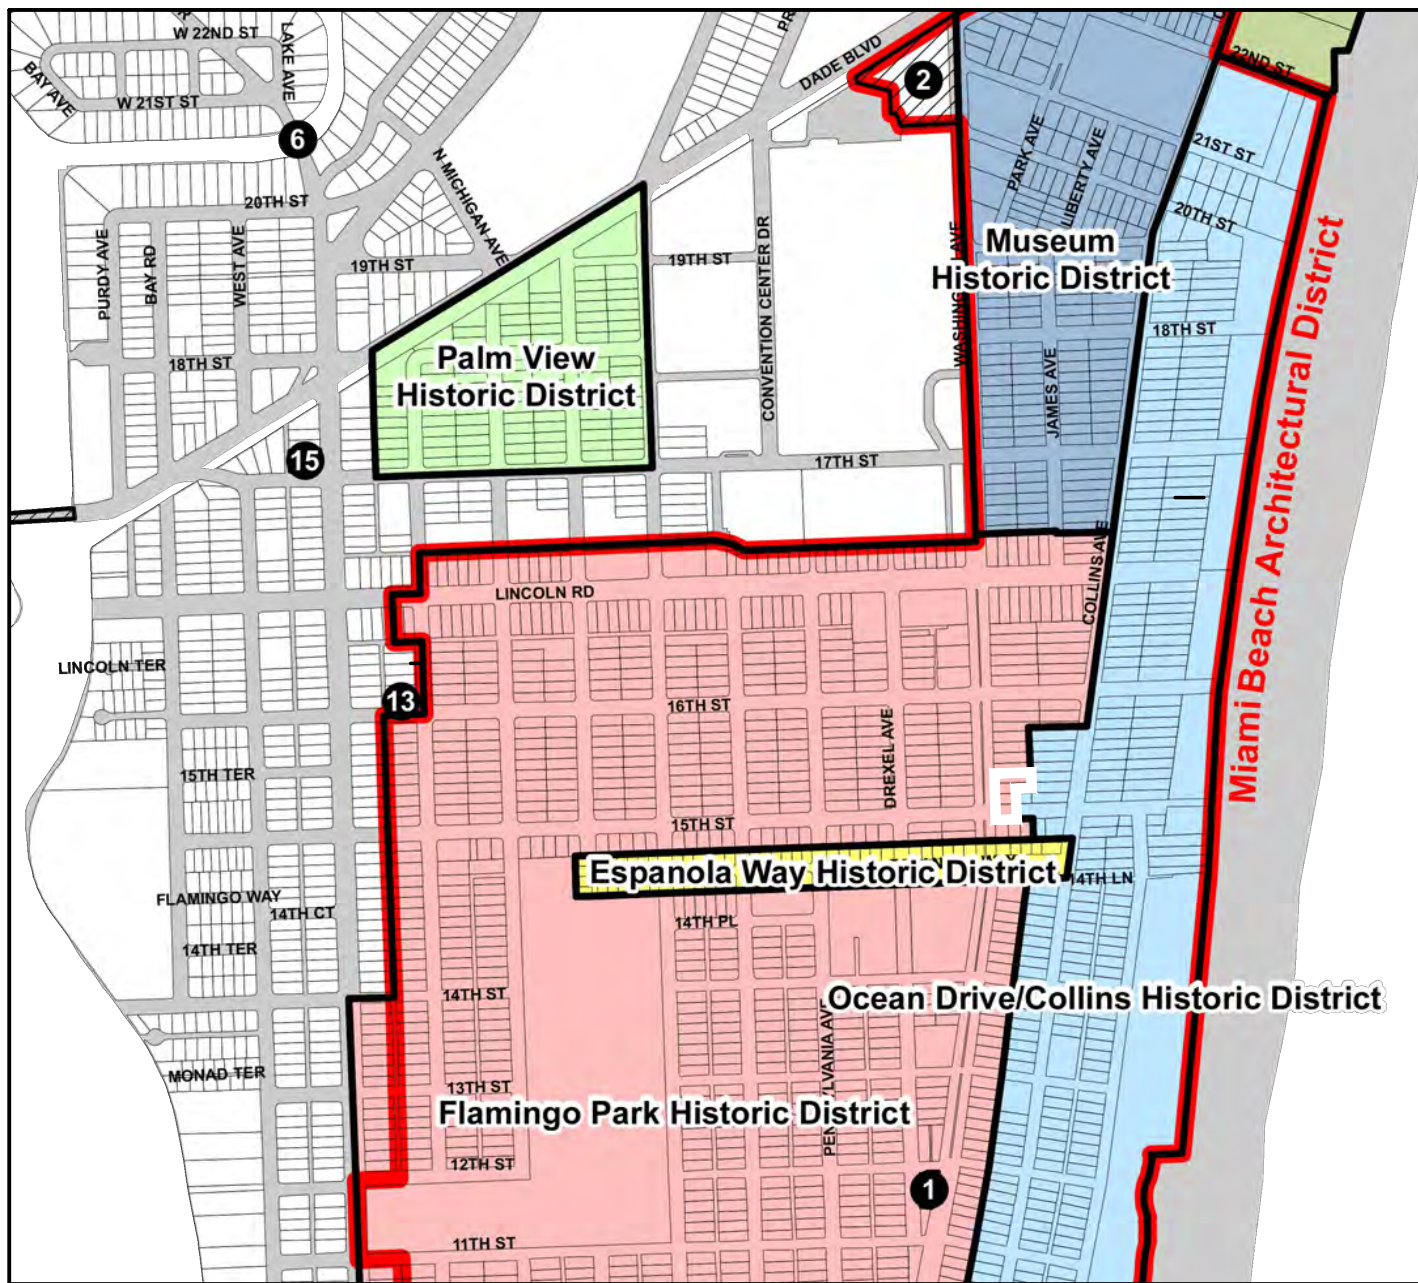 W 22ND ST
LAKE AVE
BAY AVE
W 21ST ST
DADE BLVD
2
22ND ST
6
N MICHIGAN AVE
PARK AVE
LIBERTY AVE
21ST ST
20TH ST
20TH ST
PURDY AVE
BAY RD
WEST AVE
19TH ST
19TH ST
CONVENTION CENTER DR
Museum
Historic District
18TH ST
18TH ST
Palm View
Historic District
JAMES AVE
Miami Beach Architectural District
15
17TH ST
LINCOLN RD
COLLINS AVE
LINCOLN TER
13
16TH ST
DREXEL AVE
15TH TER
15TH ST
Espanola Way Historic District
14TH LN
FLAMINGO WAY
14TH CT
14TH PL
14TH TER
14TH ST
Ocean Drive/Collins Historic District
MONAD TER
13TH ST
Flamingo Park Historic District
12TH ST
1
11TH ST